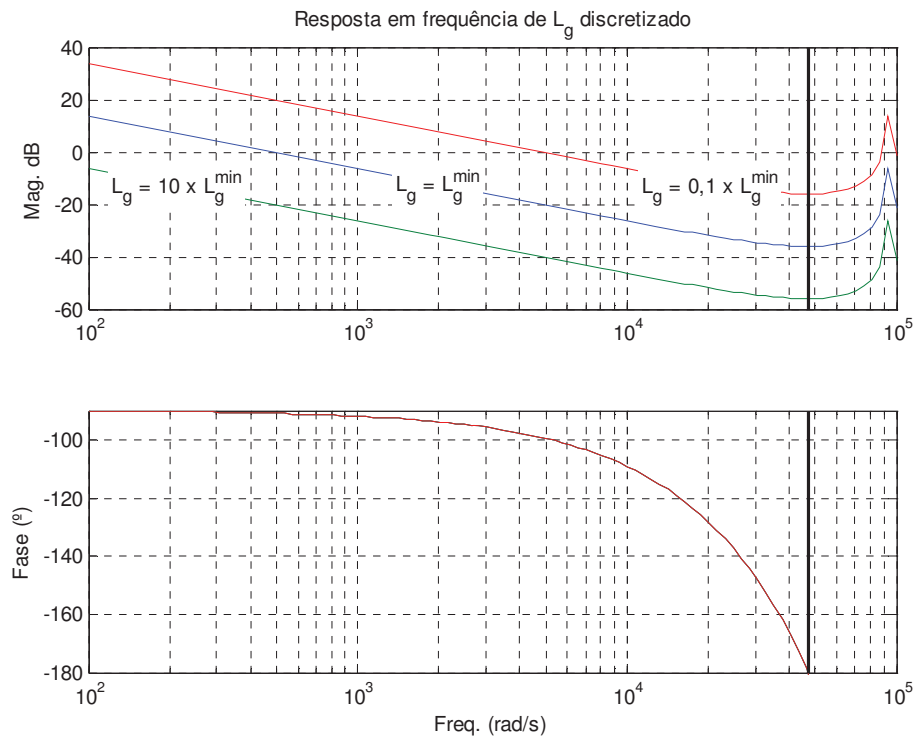 Resposta em frequência de L_g discretizado
Mag. dB
40
20
0
-20
-40
-60
L_g = 10 x L_g^min
L_g = L_g^min
L_g = 0,1 x L_g^min
10^2
10^3
10^4
10^5
Fase (º)
-100
-120
-140
-160
-180
10^2
10^3
10^4
10^5
Freq. (rad/s)